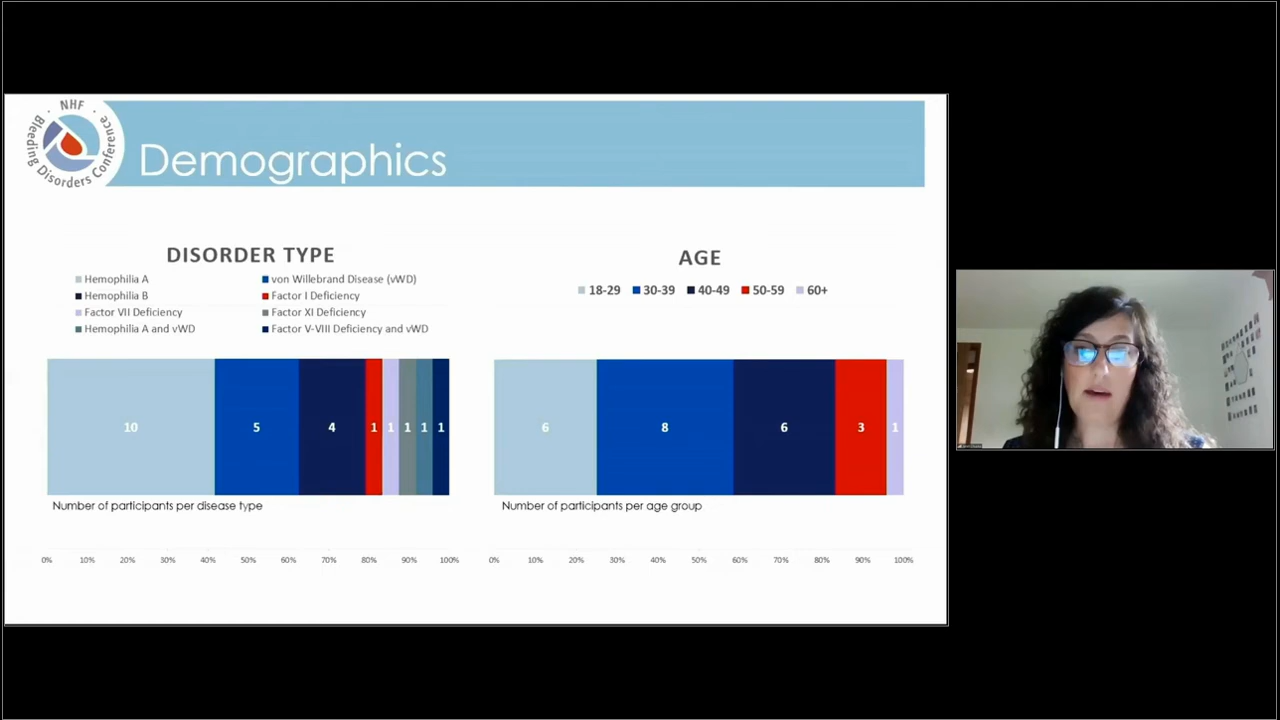 NHF
Bleeding Disorders Conference
Demographics
DISORDER TYPE
Hemophilia A
von Willebrand Disease (vWD)
Hemophilia B
Factor I Deficiency
Factor VII Deficiency
Factor XI Deficiency
Hemophilia A and vWD
Factor V-VIII Deficiency and vWD
10 5 4 1 1 1 1 1
Number of participants per disease type
0% 10% 20% 30% 40% 50% 60% 70% 80% 90% 100%
AGE
18-29 30-39 40-49 50-59 60+
6 8 6 3 1
Number of participants per age group
0% 10% 20% 30% 40% 50% 60% 70% 80% 90% 100%